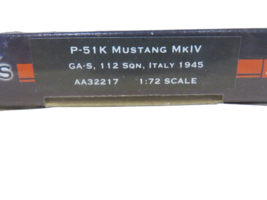 P-51K MUSTANG MKIV
GA-S, 112 SQN, ITALY 1945
AA32217 1:72 SCALE
S